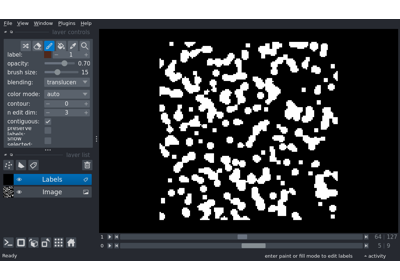 File View Window Plugins Help
layer controls
label: 1
opacity: 0.70
brush size: 15
blending: translucen
color mode: auto
contour: 0
n edit dim: 3
contiguous:
preserve labels:
show selected:
layer list
Labels
Image
1 64 127
0 5 9
Ready enter paint or fill mode to edit labels activity